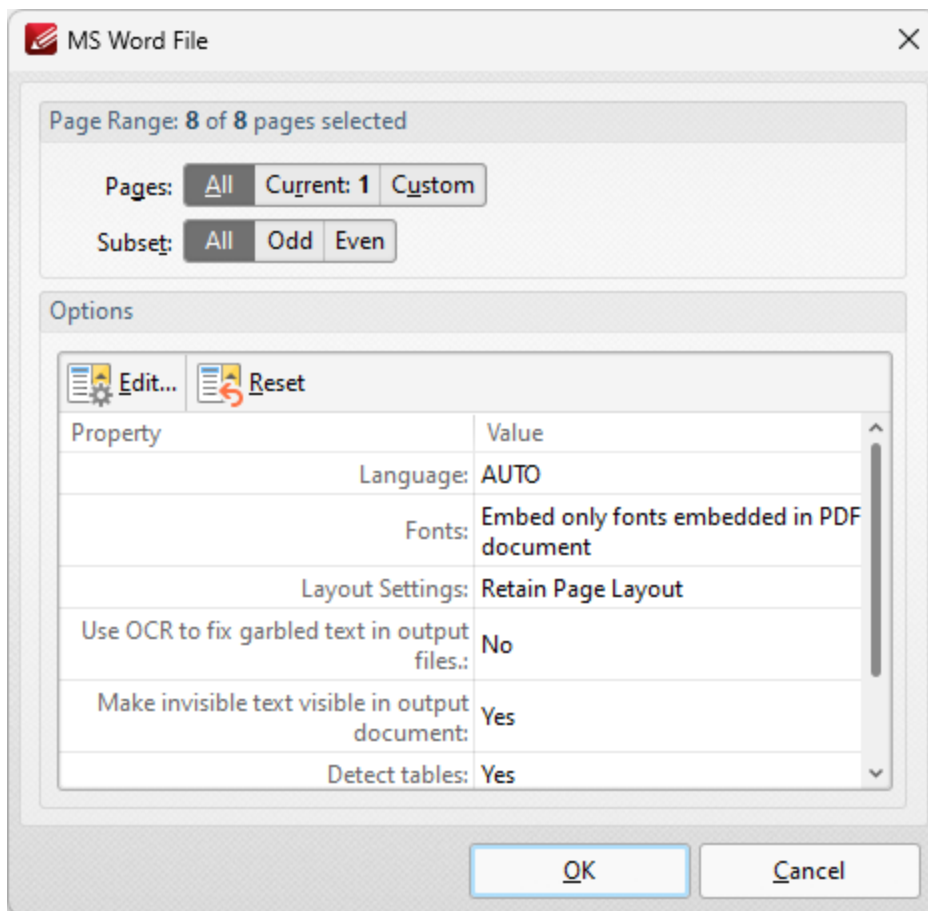 MS Word File
Page Range: 8 of 8 pages selected
Pages: All Current: 1 Custom
Subset: All Odd Even
Options
Edit... Reset
Property Value
Language: AUTO
Fonts: Embed only fonts embedded in PDF
document
Layout Settings: Retain Page Layout
Use OCR to fix garbled text in output
files.: No
Make invisible text visible in output
document: Yes
Detect tables: Yes
OK Cancel